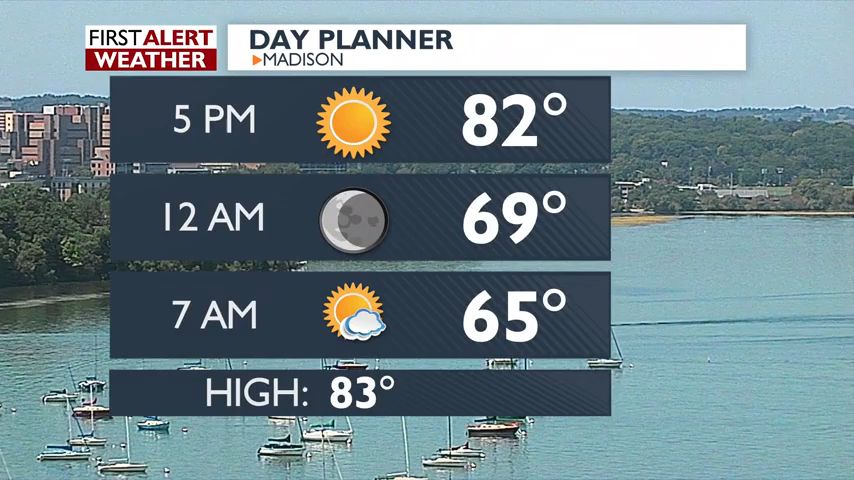 FIRST ALERT
WEATHER
DAY PLANNER
MADISON
5 PM 82°
12 AM 69°
7 AM 65°
HIGH: 83°